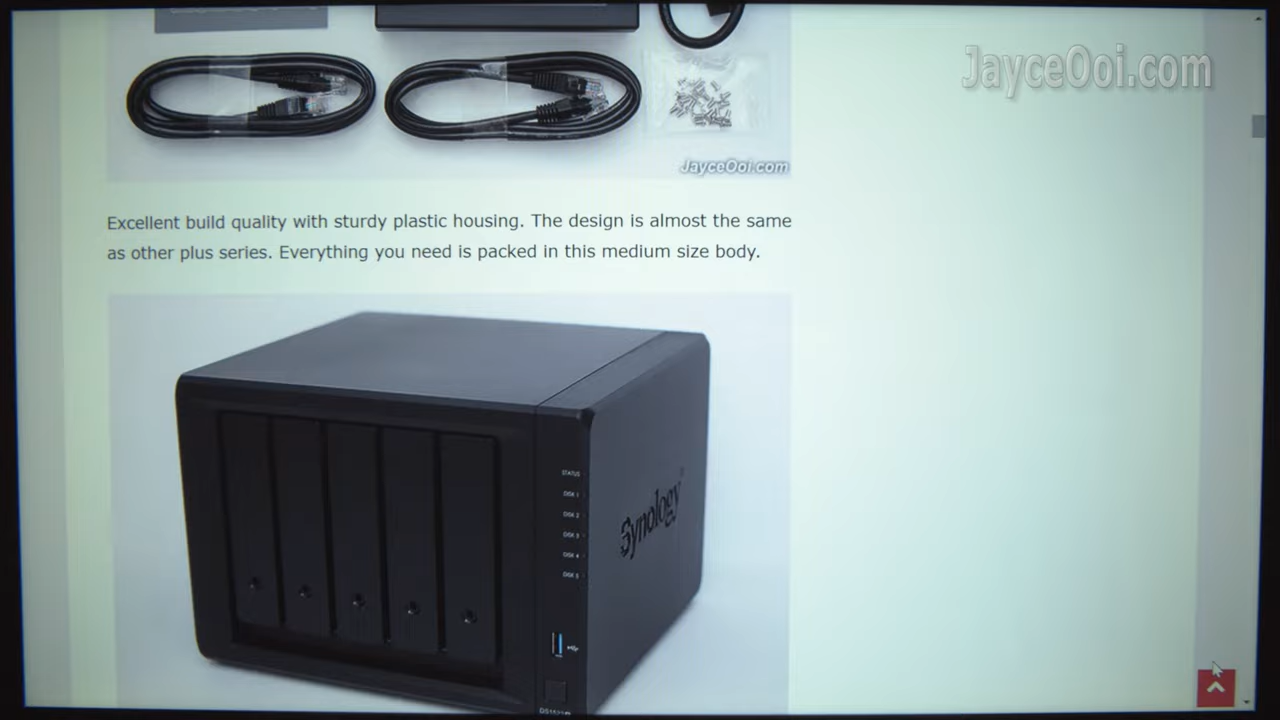 JayceOoi.com
JayceOoi.com
Excellent build quality with sturdy plastic housing. The design is almost the same
as other plus series. Everything you need is packed in this medium size body.
STATUS
DISK 1
DISK 2
DISK 3
DISK 4
DISK 5
Synology